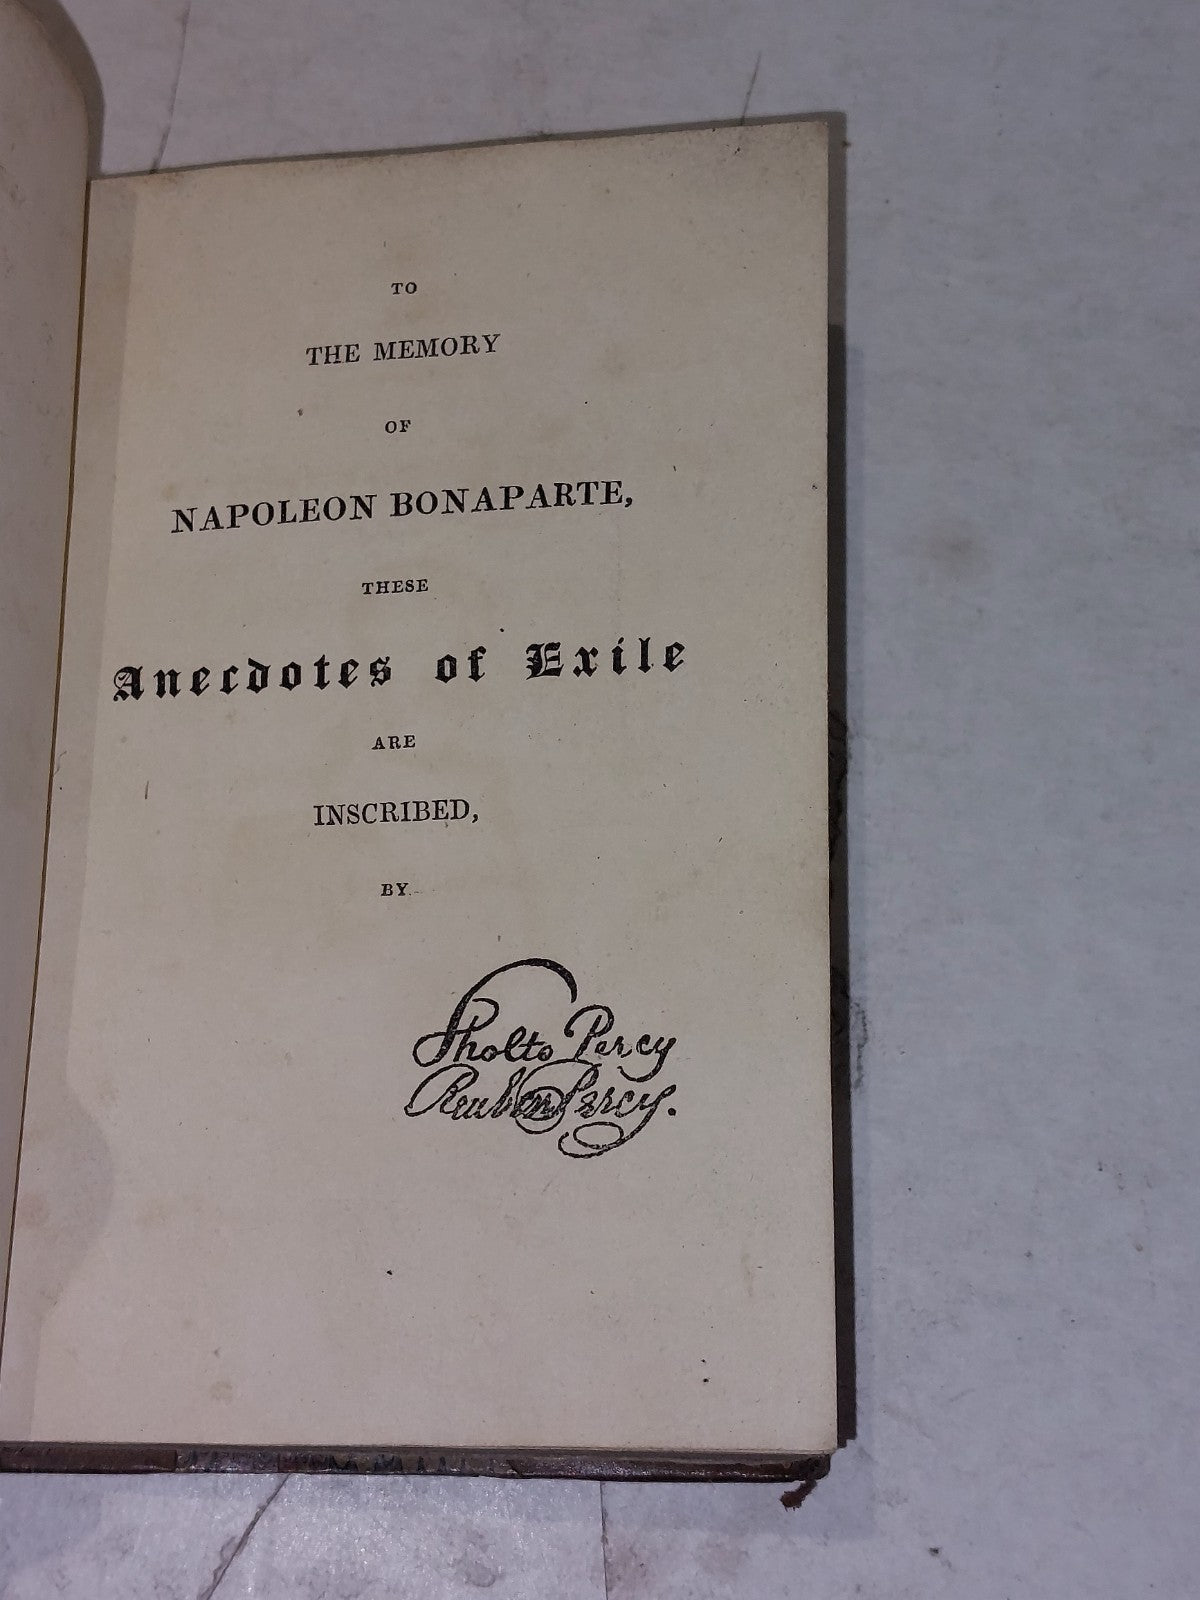 TO
THE MEMORY
OF
NAPOLEON BONAPARTE,
THESE
Anecdotes of Exile
ARE
INSCRIBED,
BY
Sholto Percy
Reuben Percy.